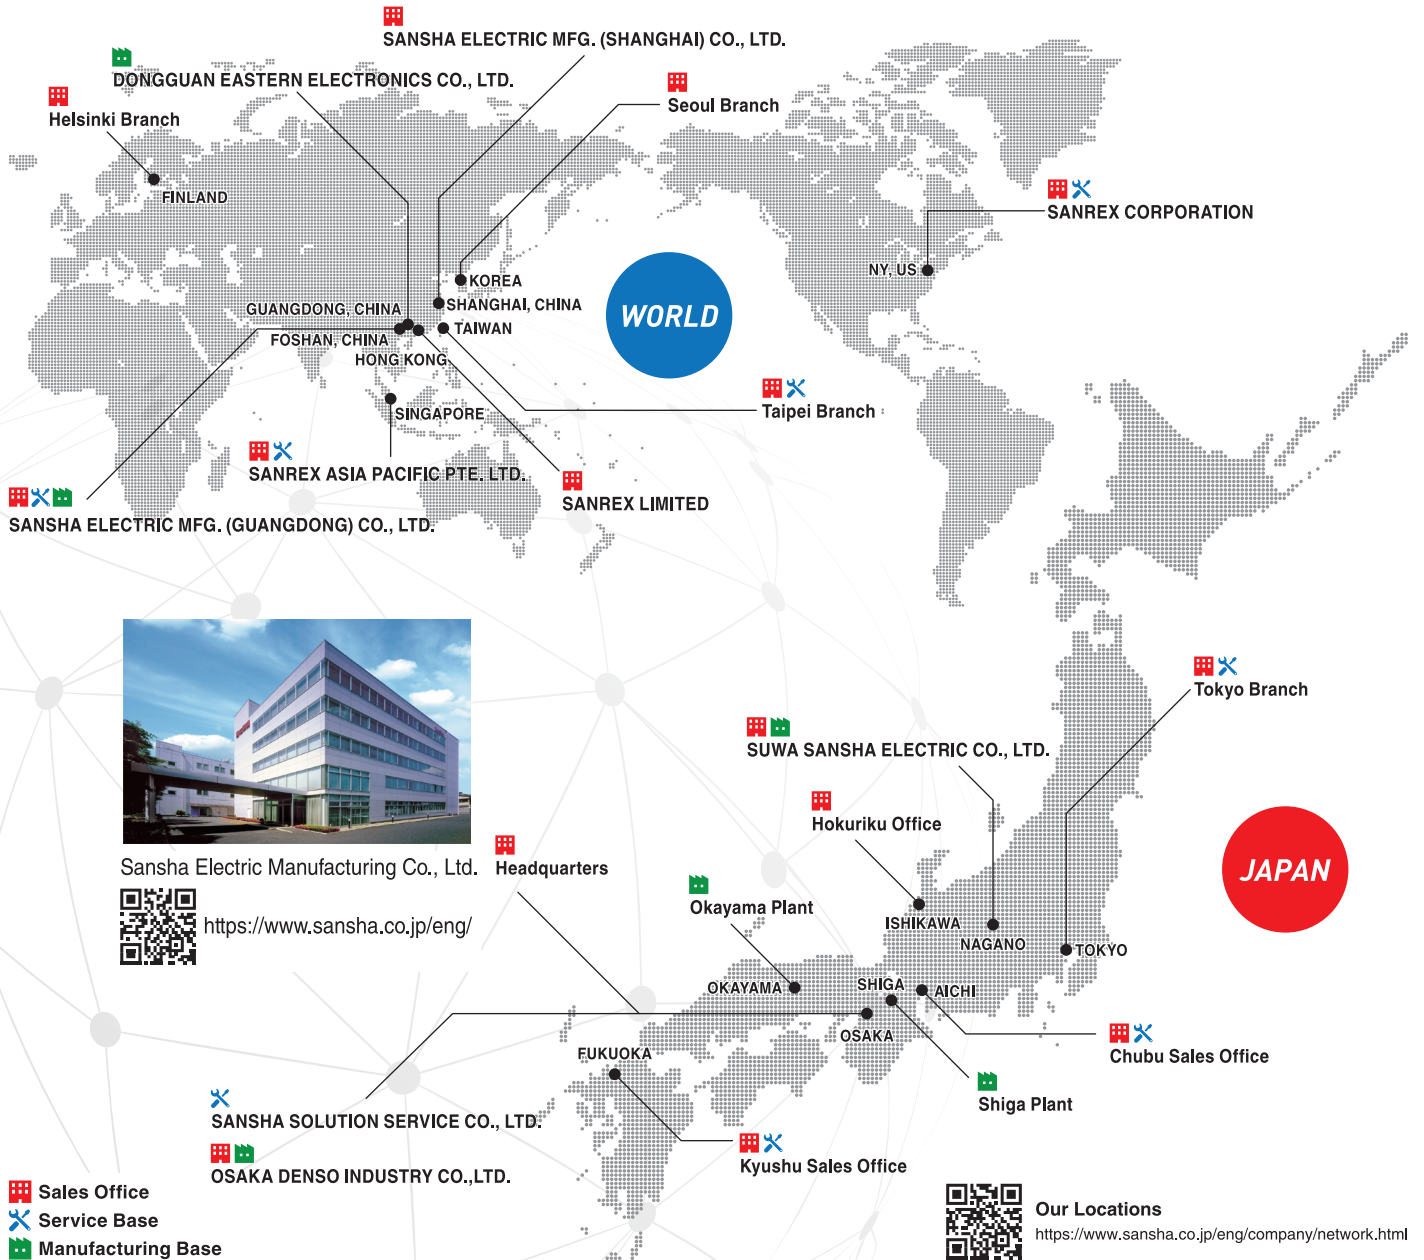 SANSHA ELECTRIC MFG. (SHANGHAI) CO., LTD.
DONGGUAN EASTERN ELECTRONICS CO., LTD.
Seoul Branch
Helsinki Branch
FINLAND
SANREX CORPORATION
NY, US
KOREA
SHANGHAI, CHINA
GUANGDONG, CHINA
TAIWAN
FOSHAN, CHINA
HONG KONG
WORLD
SINGAPORE
Taipei Branch
SANREX ASIA PACIFIC PTE. LTD.
SANREX LIMITED
SANSHA ELECTRIC MFG. (GUANGDONG) CO., LTD.
Tokyo Branch
SUWA SANSHA ELECTRIC CO., LTD.
Hokuriku Office
Sansha Electric Manufacturing Co., Ltd.
Headquarters
https://www.sansha.co.jp/eng/
JAPAN
Okayama Plant
ISHIKAWA
NAGANO
TOKYO
OKAYAMA
SHIGA
AICHI
OSAKA
FUKUOKA
Chubu Sales Office
Shiga Plant
SANSHA SOLUTION SERVICE CO., LTD.
OSAKA DENSO INDUSTRY CO.,LTD.
Kyushu Sales Office
Sales Office
Service Base
Manufacturing Base
Our Locations
https://www.sansha.co.jp/eng/company/network.html